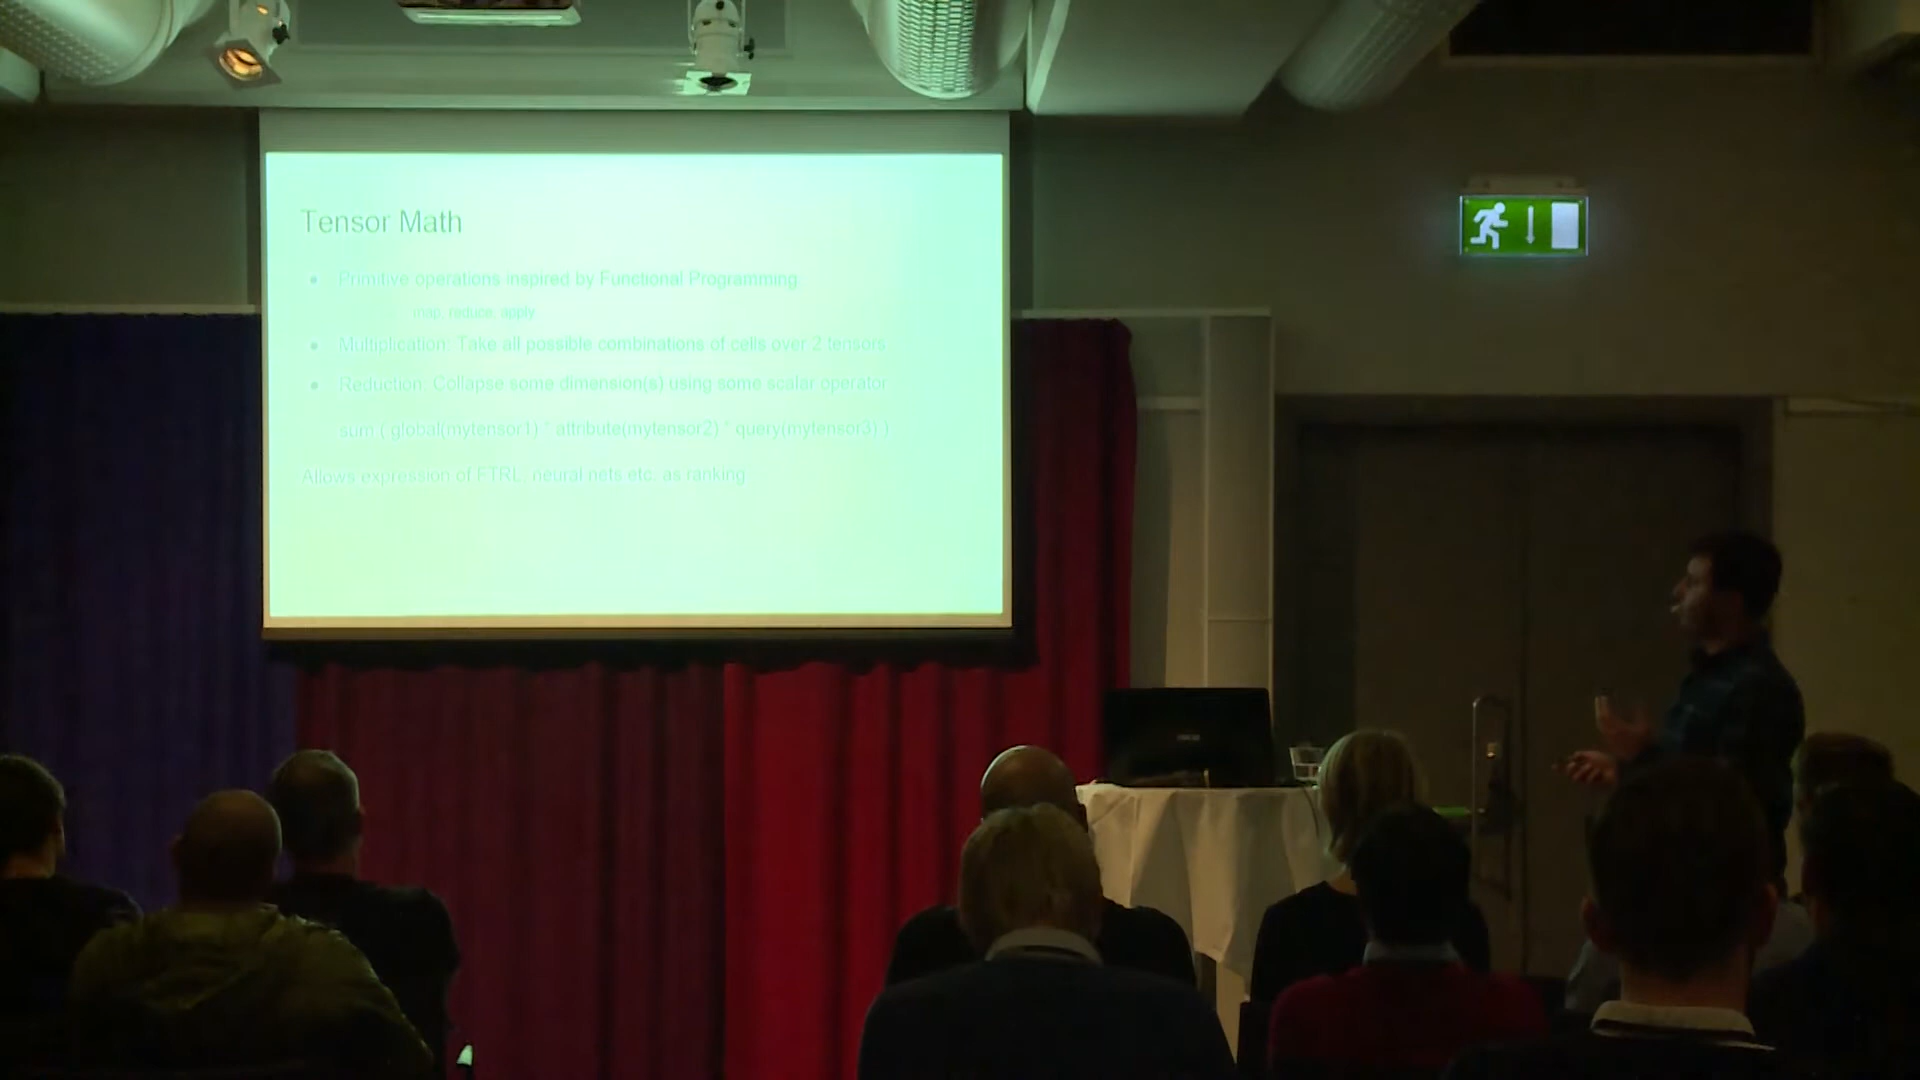 Tensor Math
● Primitive operations inspired by Functional Programming:
map, reduce, apply
● Multiplication: Take all possible combinations of cells over 2 tensors
● Reduction: Collapse some dimension(s) using some scalar operator
sum ( global(mytensor1) * attribute(mytensor2) * query(mytensor3) )
Allows expression of FTRL, neural nets etc. as ranking